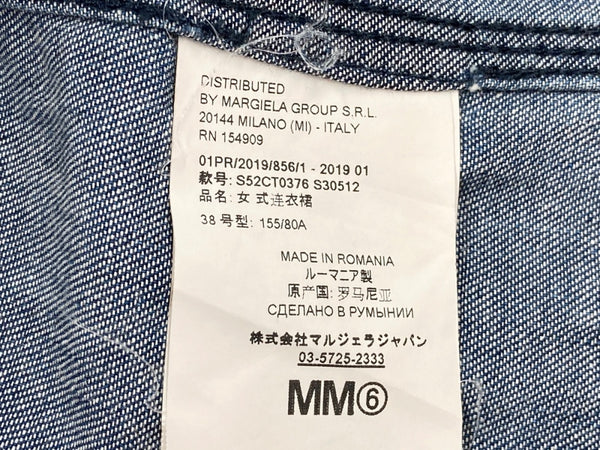 DISTRIBUTED
BY MARGIELA GROUP S.R.L.
20144 MILANO (MI) - ITALY
RN 154909
01PR/2019/856/1 - 2019 01
款号: S52CT0376 S30512
品名: 女 式连衣裙
38 号型: 155/80A
MADE IN ROMANIA
ルーマニア製
原产国: 罗马尼亚
СДЕЛАНО В РУМЫНИИ
株式会社マルジェラジャパン
03-5725-2333
MM⑥